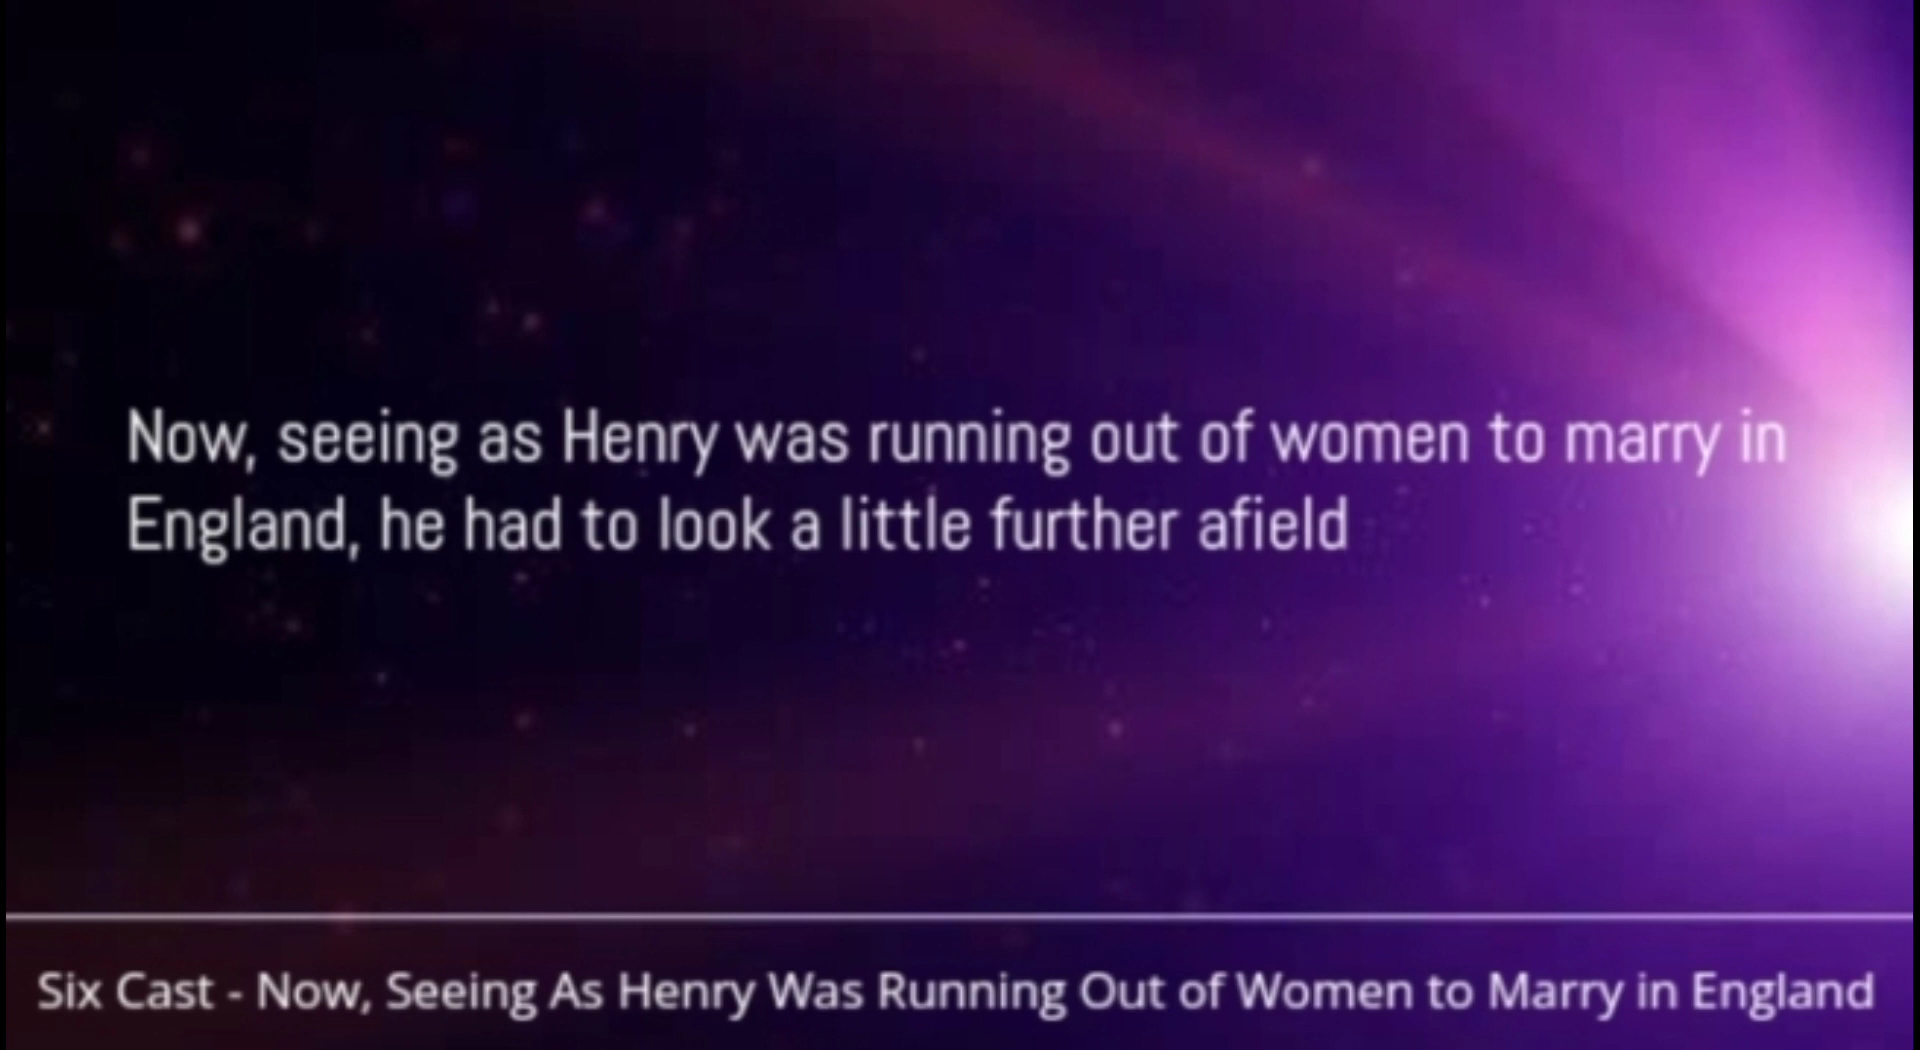 Now, seeing as Henry was running out of women to marry in
England, he had to look a little further afield
Six Cast - Now, Seeing As Henry Was Running Out of Women to Marry in England